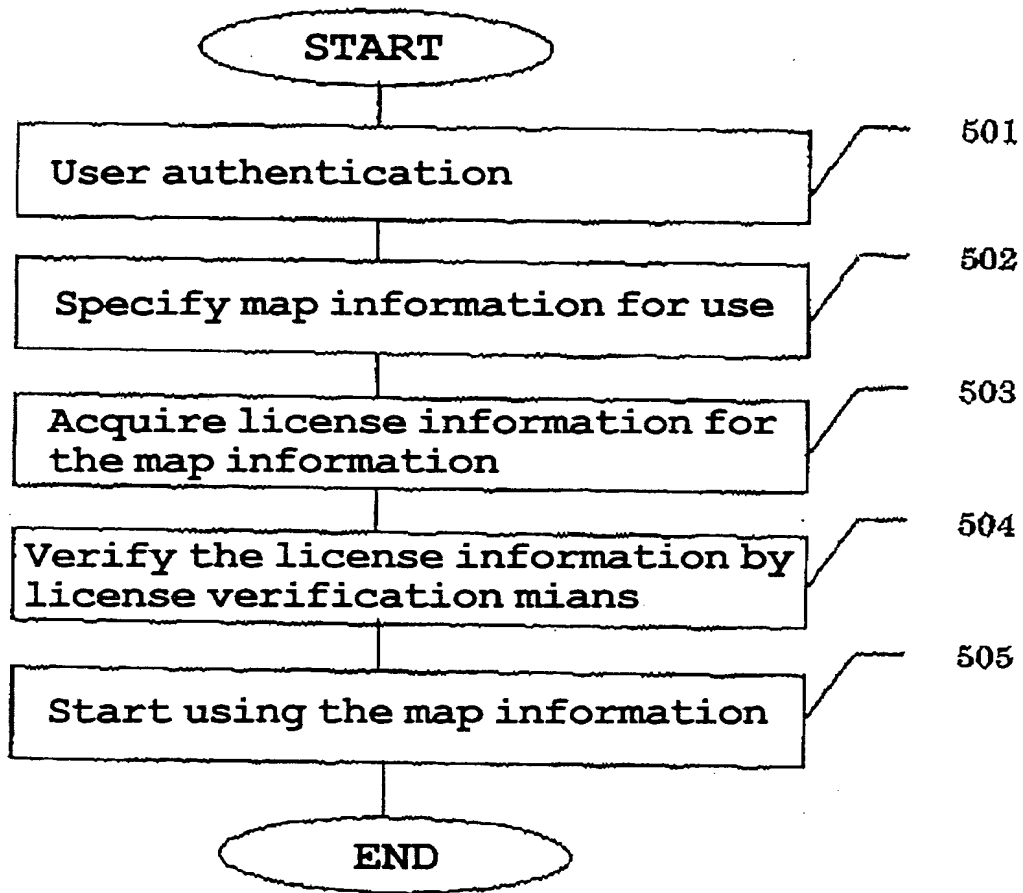 START
501
User authentication
502
Specify map information for use
503
Acquire license information for
the map information
504
Verify the license information by
license verification mians
505
Start using the map information
END